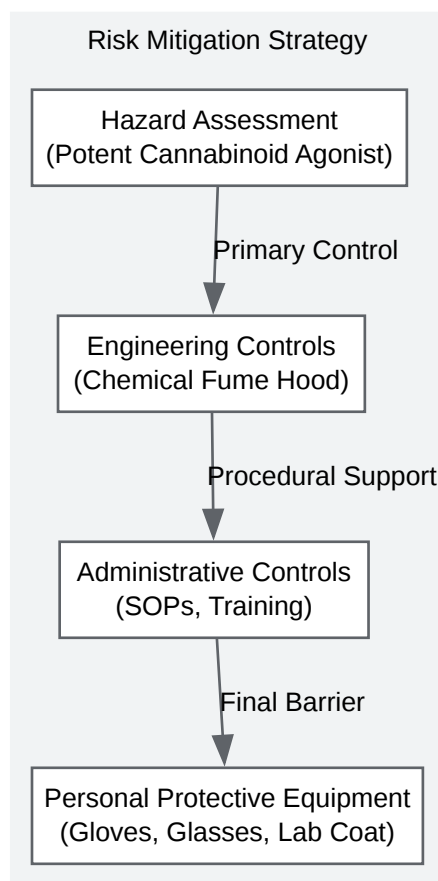 Risk Mitigation Strategy
Hazard Assessment
(Potent Cannabinoid Agonist)
Primary Control
Engineering Controls
(Chemical Fume Hood)
Procedural Support
Administrative Controls
(SOPs, Training)
Final Barrier
Personal Protective Equipment
(Gloves, Glasses, Lab Coat)